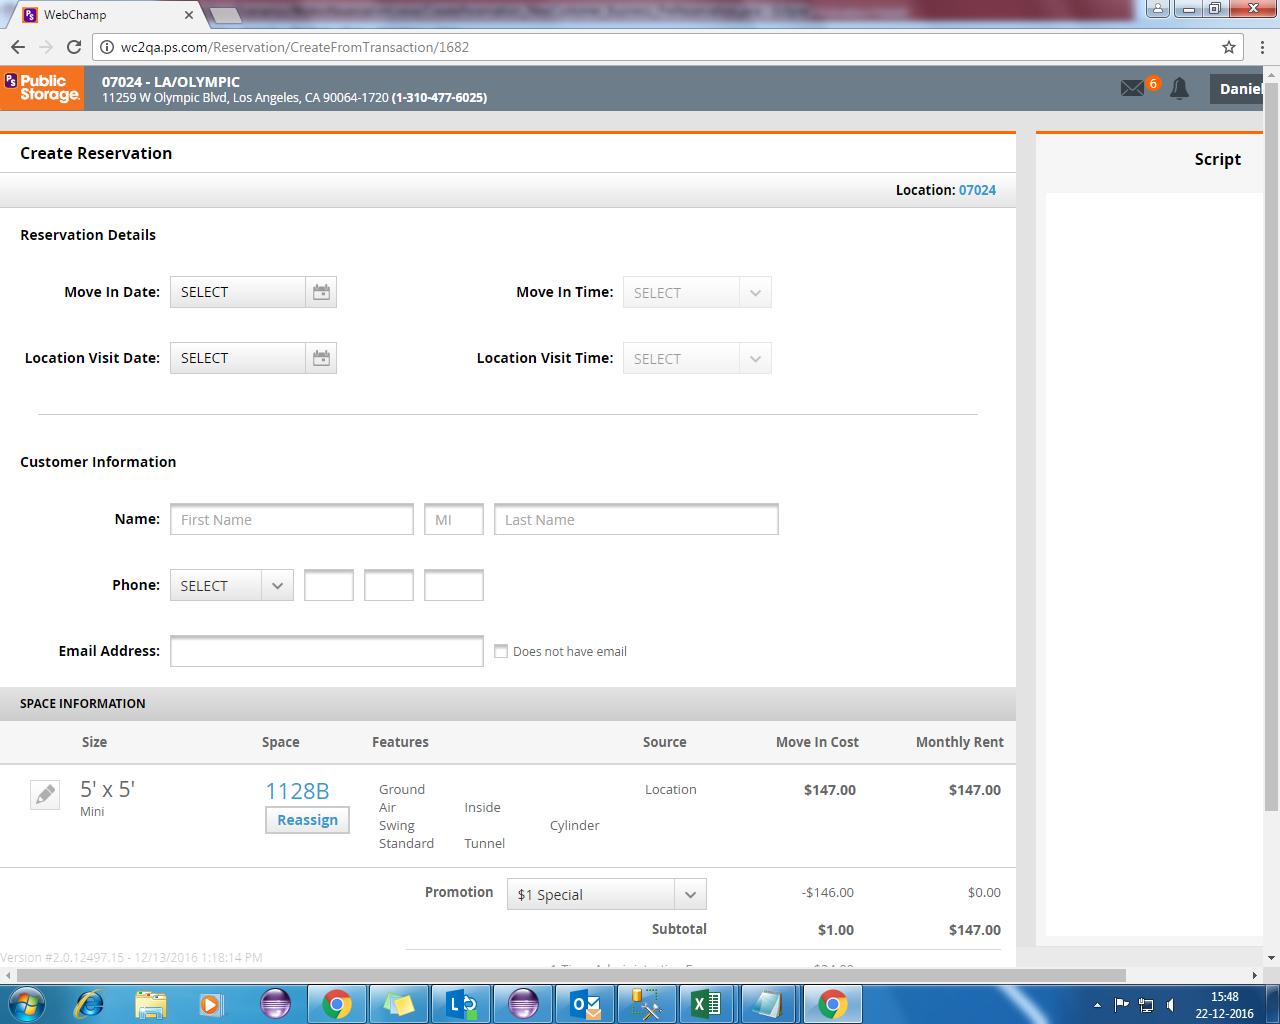 WebChamp
wc2qa.ps.com/Reservation/CreateFromTransaction/1682
PS Public Storage.
07024 - LA/OLYMPIC
11259 W Olympic Blvd, Los Angeles, CA 90064-1720 (1-310-477-6025)
6
Daniel
Create Reservation
Script
Location: 07024
Reservation Details
Move In Date: SELECT Move In Time: SELECT
Location Visit Date: SELECT Location Visit Time: SELECT
Customer Information
Name: First Name MI Last Name
Phone: SELECT
Email Address: Does not have email
SPACE INFORMATION
Size Space Features Source Move In Cost Monthly Rent
5' x 5' 1128B Ground Location $147.00 $147.00
Mini Air Inside
Reassign Swing Cylinder
Standard Tunnel
Promotion $1 Special -$146.00 $0.00
Subtotal $1.00 $147.00
Version #2.0.12497.15 - 12/13/2016 1:18:14 PM
15:48
22-12-2016